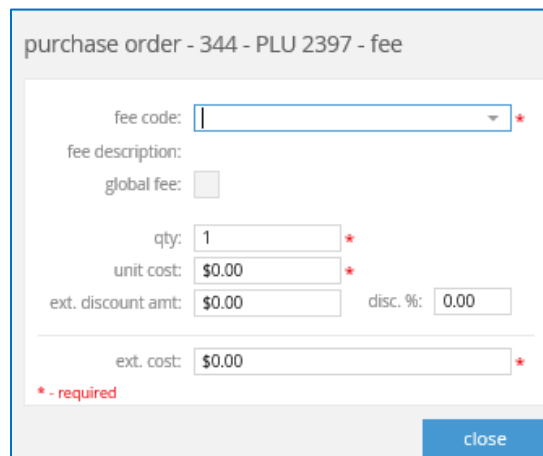 purchase order - 344 - PLU 2397 - fee
fee code: *
fee description:
global fee:
qty: 1 *
unit cost: $0.00 *
ext. discount amt: $0.00 disc. %: 0.00
ext. cost: $0.00 *
* - required
close